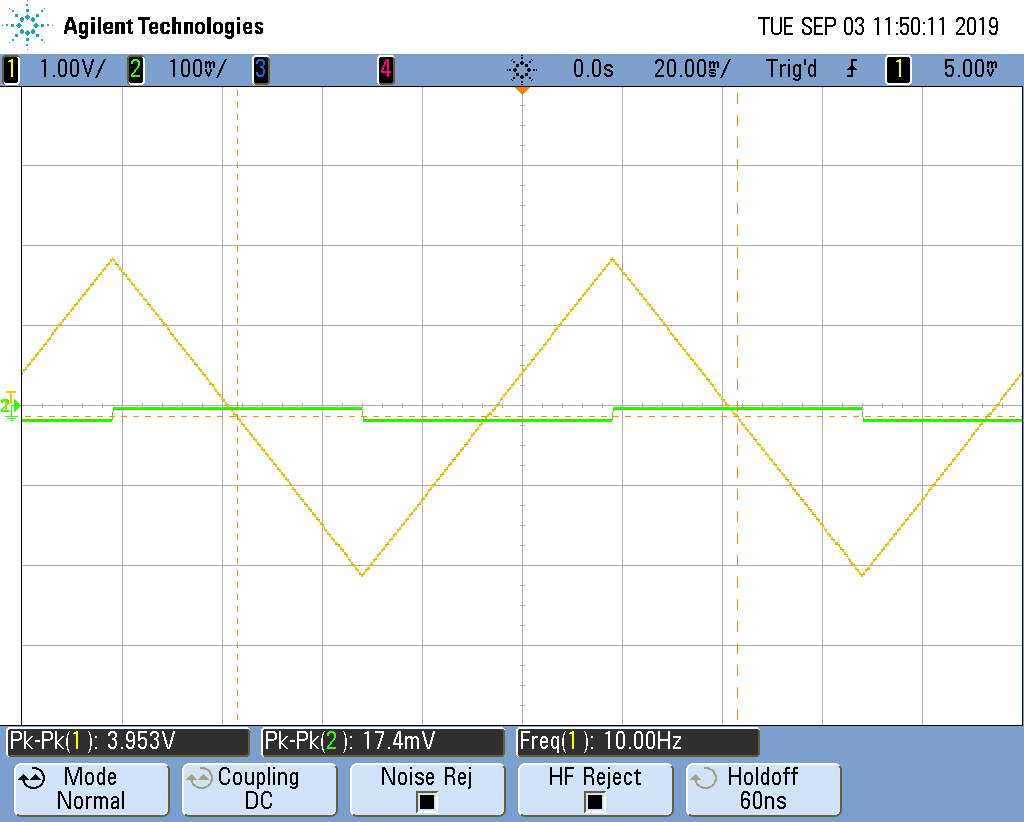 Agilent Technologies TUE SEP 03 11:50:11 2019
1 1.00V/ 2 100mV/ 3 4 0.0s 20.00ms/ Trig'd 1 5.00mV
2
Pk-Pk(1): 3.953V Pk-Pk(2): 17.4mV Freq(1): 10.00Hz
Mode Coupling Noise Rej HF Reject Holdoff
Normal DC 60ns